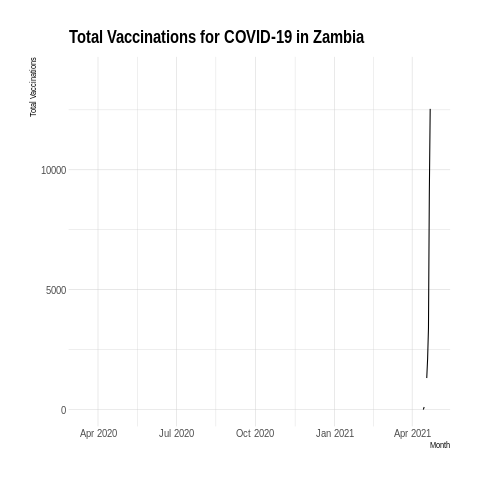 Total Vaccinations for COVID-19 in Zambia
Total Vaccinations
10000
5000
0
Apr 2020 Jul 2020 Oct 2020 Jan 2021 Apr 2021
Month